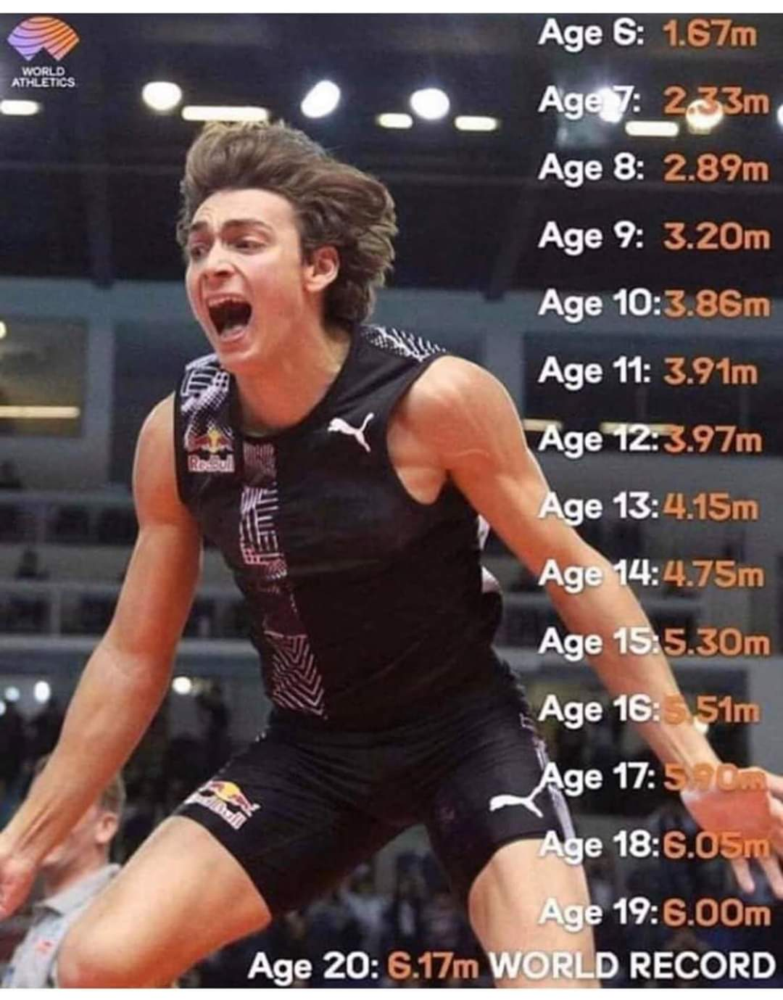 WORLD
ATHLETICS
Age 6: 1.67m
Age 7: 2.33m
Age 8: 2.89m
Age 9: 3.20m
Age 10: 3.86m
Age 11: 3.91m
Age 12: 3.97m
Age 13: 4.15m
Age 14: 4.75m
Age 15: 5.30m
Age 16: 5.51m
Age 17: 5.90m
Age 18: 6.05m
Age 19: 6.00m
Age 20: 6.17m WORLD RECORD
RedBull
RedBull